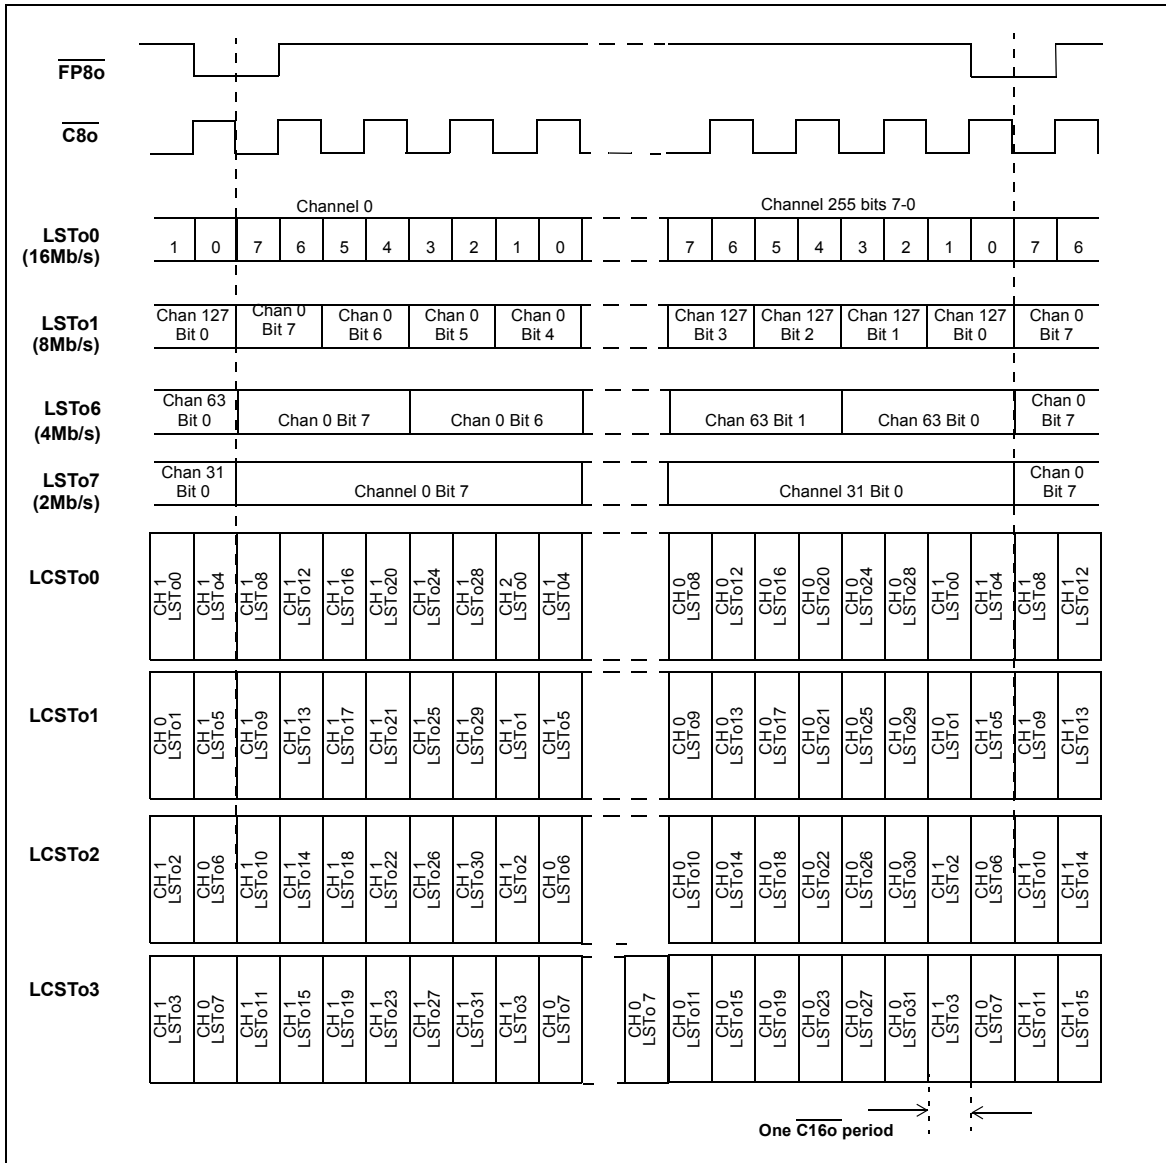 FP8o
C8o
Channel 0
Channel 255 bits 7-0
LSTo0
(16Mb/s)
1 0 7 6 5 4 3 2 1 0 7 6 5 4 3 2 1 0 7 6
LSTo1
(8Mb/s)
Chan 127 Bit 0
Chan 0 Bit 7
Chan 0 Bit 6
Chan 0 Bit 5
Chan 0 Bit 4
Chan 127 Bit 3
Chan 127 Bit 2
Chan 127 Bit 1
Chan 127 Bit 0
Chan 0 Bit 7
LSTo6
(4Mb/s)
Chan 63 Bit 0
Chan 0 Bit 7
Chan 0 Bit 6
Chan 63 Bit 1
Chan 63 Bit 0
Chan 0 Bit 7
LSTo7
(2Mb/s)
Chan 31 Bit 0
Channel 0 Bit 7
Channel 31 Bit 0
Chan 0 Bit 7
LCSTo0
CH 1 LSTo0
CH 1 LSTo4
CH 1 LSTo8
CH 1 LSTo12
CH 1 LSTo16
CH 1 LSTo20
CH 1 LSTo24
CH 1 LSTo28
CH 2 LSTo0
CH 1 LST04
CH 0 LSTo8
CH 0 LSTo12
CH 0 LSTo16
CH 0 LSTo20
CH 0 LSTo24
CH 0 LSTo28
CH 1 LSTo0
CH 1 LSTo4
CH 1 LSTo8
CH 1 LSTo12
LCSTo1
CH 0 LSTo1
CH 1 LSTo5
CH 1 LSTo9
CH 1 LSTo13
CH 1 LSTo17
CH 1 LSTo21
CH 1 LSTo25
CH 1 LSTo29
CH 1 LSTo1
CH 1 LSTo5
CH 0 LSTo9
CH 0 LSTo13
CH 0 LSTo17
CH 0 LSTo21
CH 0 LSTo25
CH 0 LSTo29
CH 0 LSTo1
CH 1 LSTo5
CH 1 LSTo9
CH 1 LSTo13
LCSTo2
CH 1 LSTo2
CH 0 LSTo6
CH 1 LSTo10
CH 1 LSTo14
CH 1 LSTo18
CH 1 LSTo22
CH 1 LSTo26
CH 1 LSTo30
CH 1 LSTo2
CH 0 LSTo6
CH 0 LSTo10
CH 0 LSTo14
CH 0 LSTo18
CH 0 LSTo22
CH 0 LSTo26
CH 0 LSTo30
CH 1 LSTo2
CH 0 LSTo6
CH 1 LSTo10
CH 1 LSTo14
LCSTo3
CH 1 LSTo3
CH 0 LSTo7
CH 1 LSTo11
CH 1 LSTo15
CH 1 LSTo19
CH 1 LSTo23
CH 1 LSTo27
CH 1 LSTo31
CH 1 LSTo3
CH 0 LSTo7
CH 0 LSTo 7
CH 0 LSTo11
CH 0 LSTo15
CH 0 LSTo19
CH 0 LSTo23
CH 0 LSTo27
CH 0 LSTo31
CH 1 LSTo3
CH 0 LSTo7
CH 1 LSTo11
CH 1 LSTo15
One C16o period